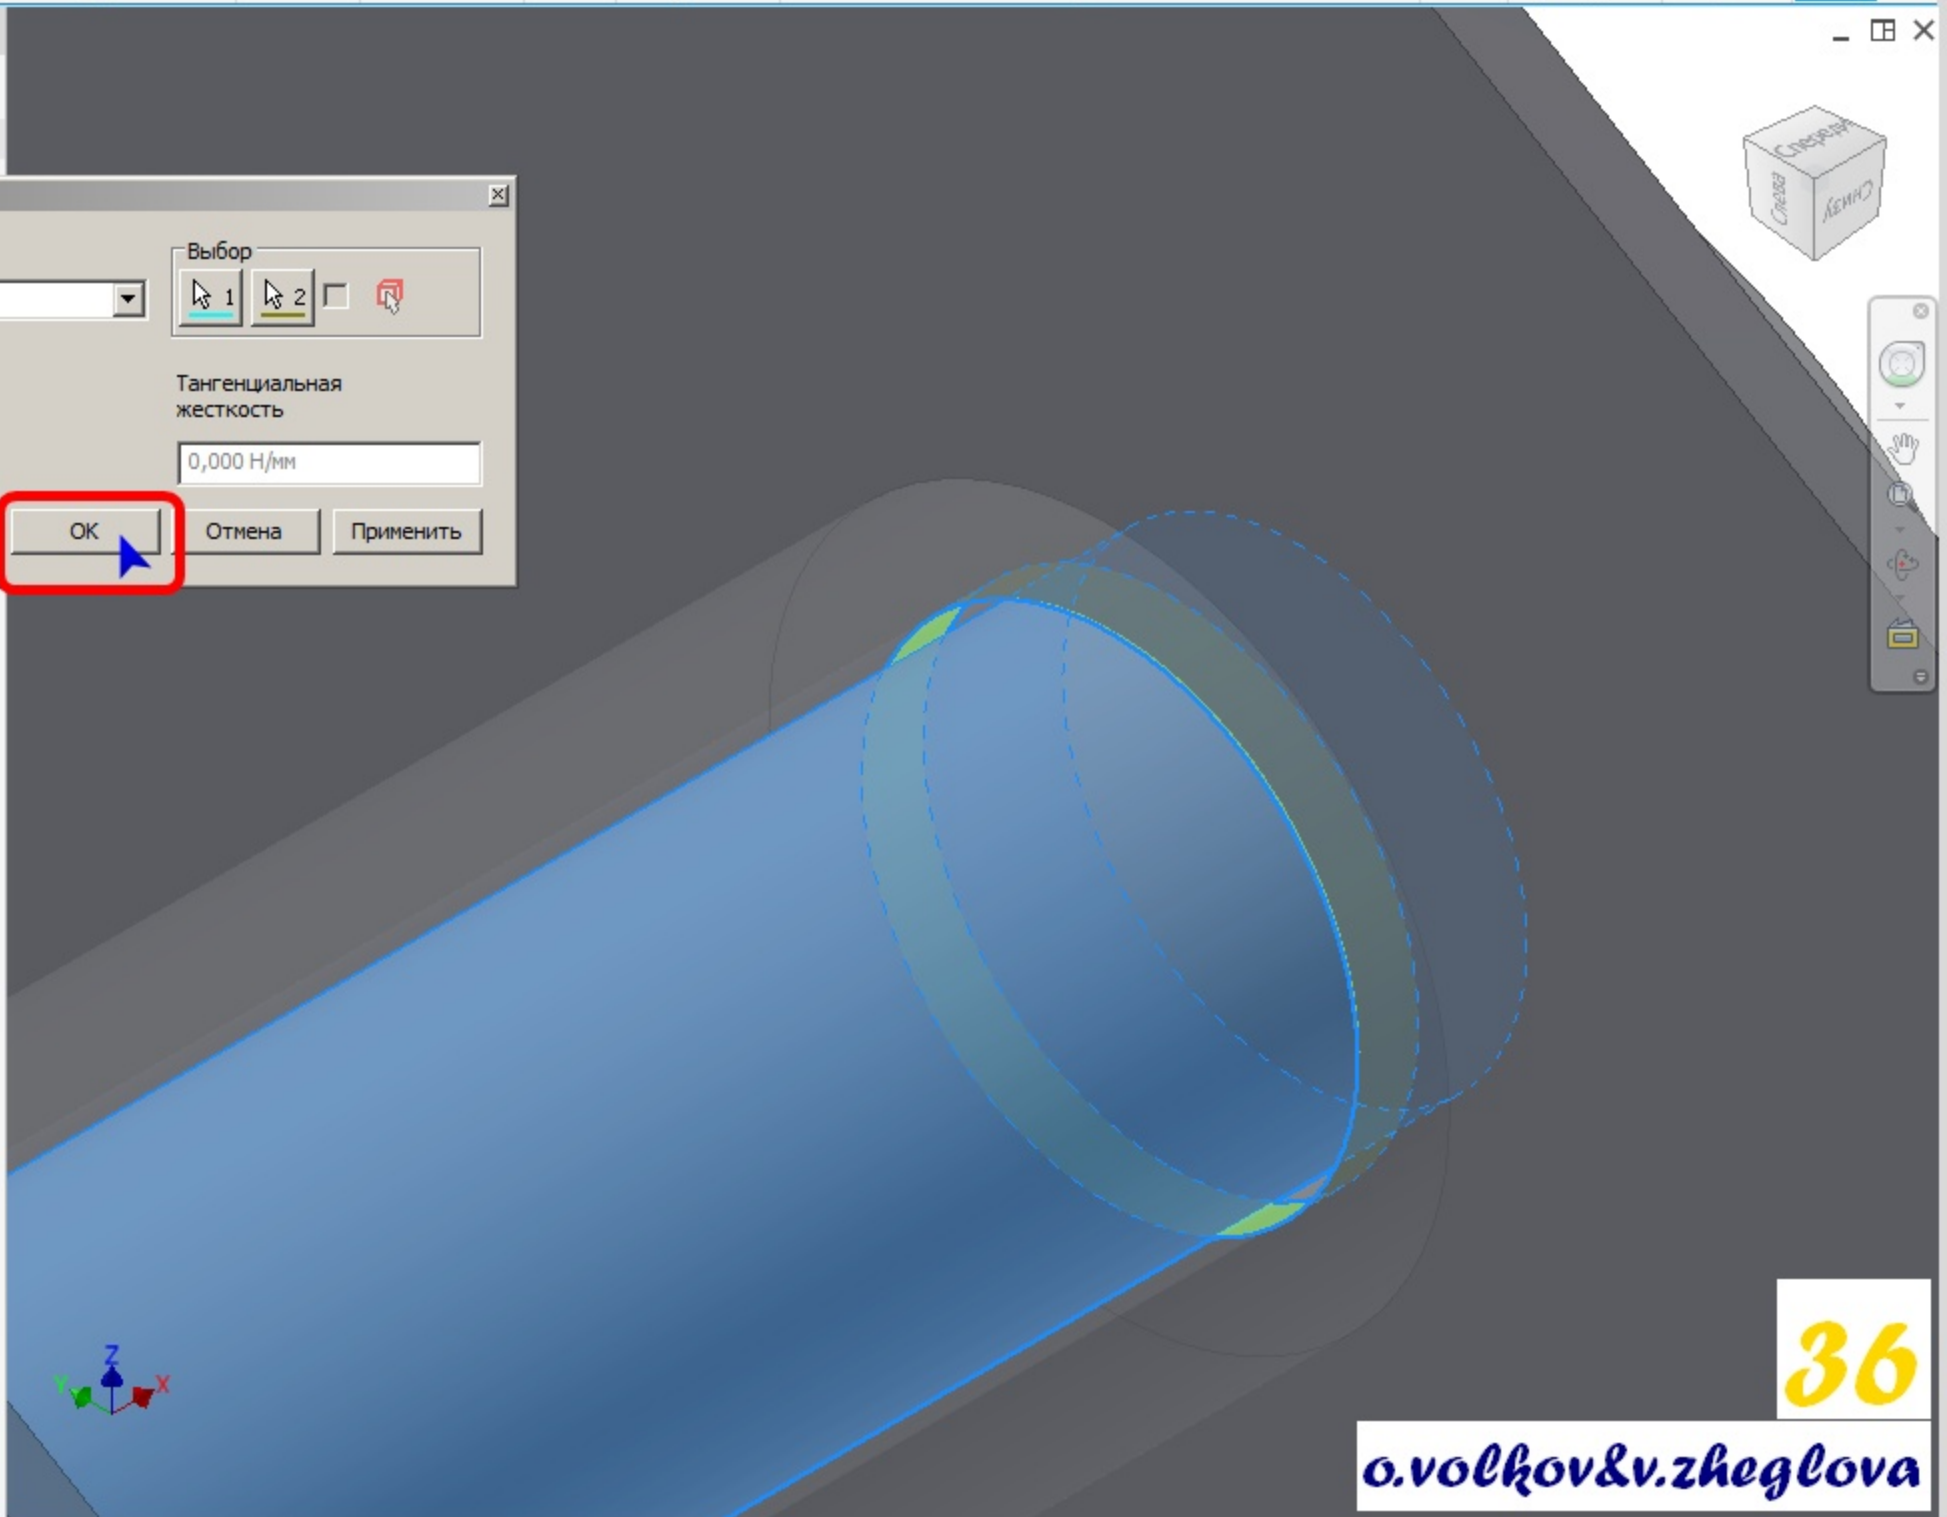 Спереди
Слева
Снизу
Выбор
1
2
Тангенциальная
жесткость
0,000 Н/мм
ОК
Отмена
Применить
Z
Y
X
36
o.volkov&v.zheglova